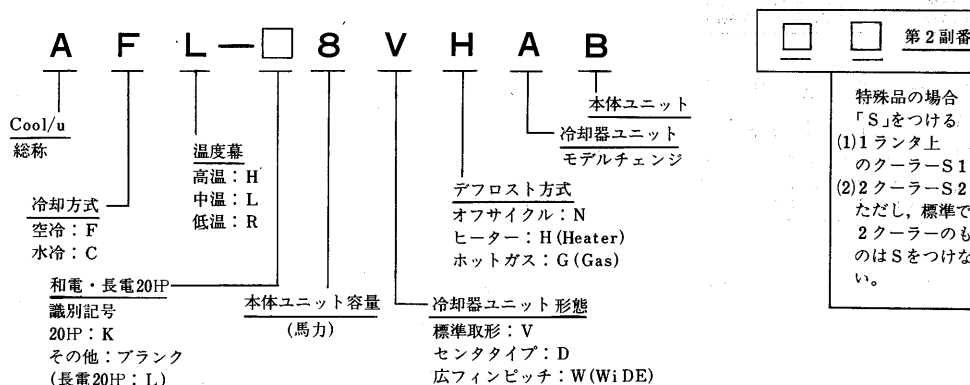 AFL-□8VHAB
Cool/u
総称
冷却方式
空冷：F
水冷：C
温度幕
高温：H
中温：L
低温：R
和電・長電20HP
識別記号
20HP：K
その他：ブランク
(長電20HP：L)
本体ユニット容量
(馬力)
冷却器ユニット形態
標準取形：V
センタタイプ：D
広フィンピッチ：W(WiDE)
デフロスト方式
オフサイクル：N
ヒーター：H(Heater)
ホットガス：G(Gas)
冷却器ユニット
モデルチェンジ
本体ユニット
□ □ 第2副番
特殊品の場合
「S」をつける
(1)1ランタ上
のクーラーS1
(2)2クーラーS2
ただし，標準で
2クーラーのも
のはSをつけな
い。